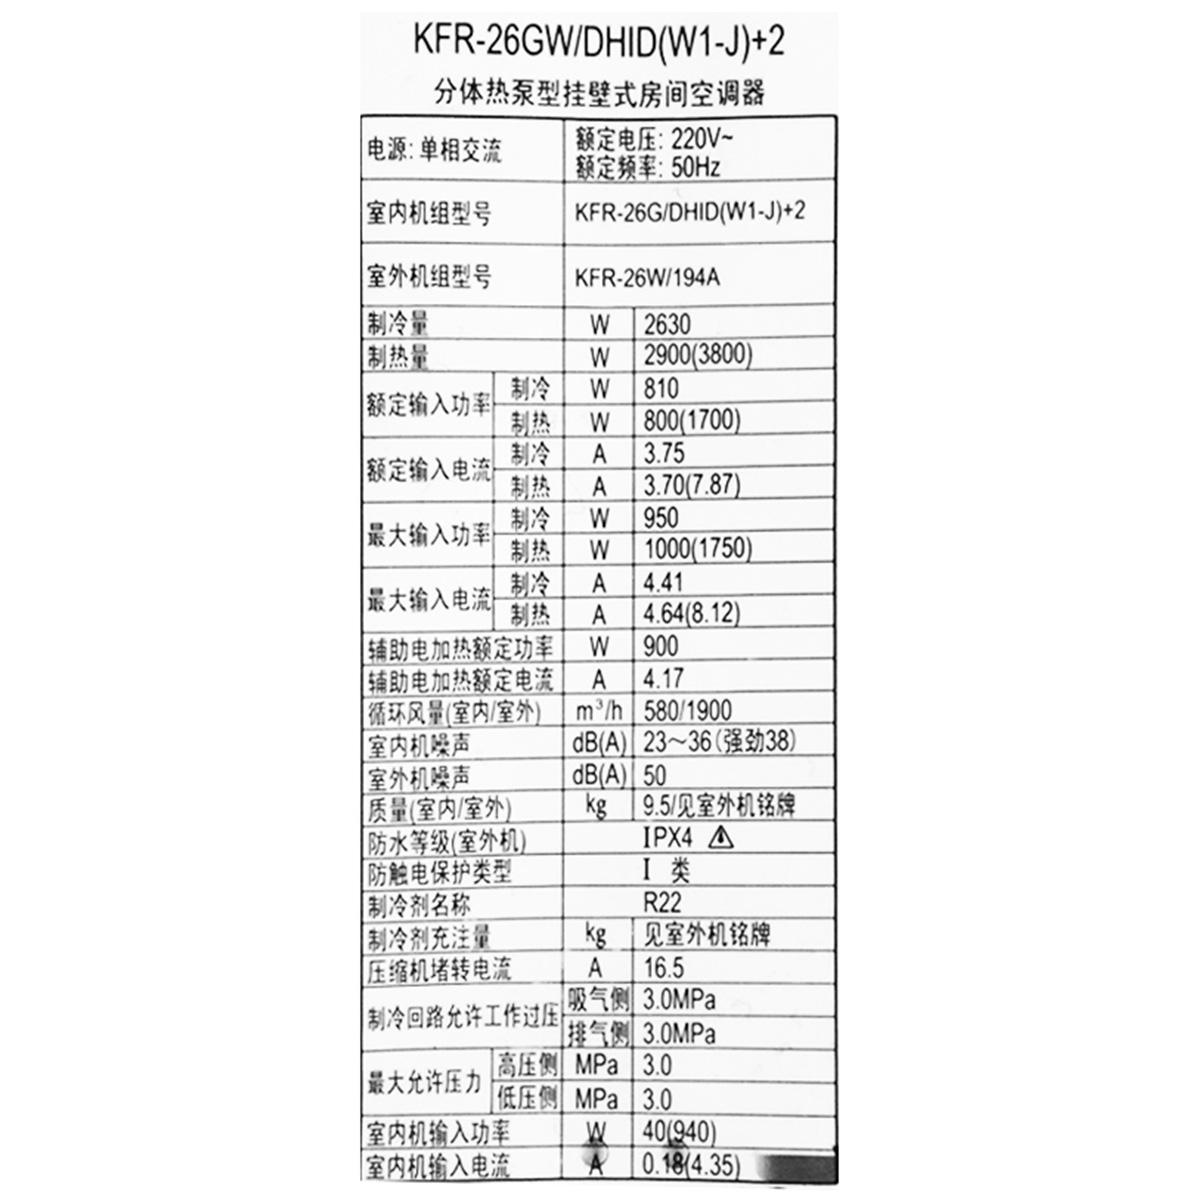 KFR-26GW/DHID(W1-J)+2
分体热泵型挂壁式房间空调器
电源: 单相交流 额定电压: 220V~
额定频率: 50Hz
室内机组型号 KFR-26G/DHID(W1-J)+2
室外机组型号 KFR-26W/194A
制冷量 W 2630
制热量 W 2900(3800)
额定输入功率 制冷 W 810
制热 W 800(1700)
额定输入电流 制冷 A 3.75
制热 A 3.70(7.87)
最大输入功率 制冷 W 950
制热 W 1000(1750)
最大输入电流 制冷 A 4.41
制热 A 4.64(8.12)
辅助电加热额定功率 W 900
辅助电加热额定电流 A 4.17
循环风量(室内/室外) m³/h 580/1900
室内机噪声 dB(A) 23～36(强劲38)
室外机噪声 dB(A) 50
质量(室内/室外) kg 9.5/见室外机铭牌
防水等级(室外机) IPX4
防触电保护类型 I 类
制冷剂名称 R22
制冷剂充注量 kg 见室外机铭牌
压缩机堵转电流 A 16.5
制冷回路允许工作过压 吸气侧 3.0MPa
排气侧 3.0MPa
最大允许压力 高压侧 MPa 3.0
低压侧 MPa 3.0
室内机输入功率 W 40(940)
室内机输入电流 A 0.18(4.35)